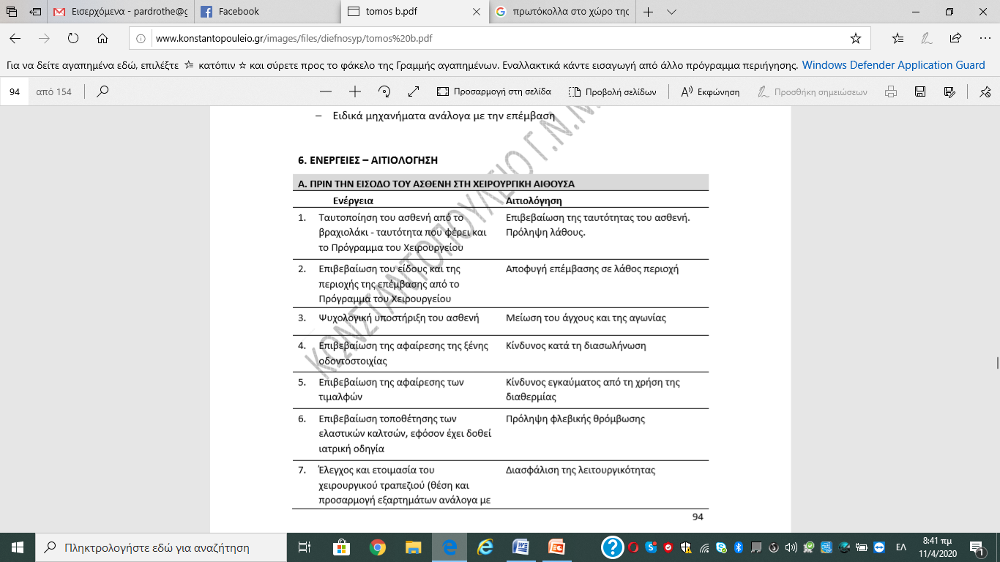 Εισερχόμενα - pardrothe@g
Facebook
tomos b.pdf
πρωτόκολλα στο χώρο της
www.konstantopouleio.gr/images/files/diefnosyp/tomos%20b.pdf
Για να δείτε αγαπημένα εδώ, επιλέξτε κατόπιν ☆ και σύρετε προς το φάκελο της Γραμμής αγαπημένων. Εναλλακτικά κάντε εισαγωγή από άλλο πρόγραμμα περιήγησης. Windows Defender Application Guard
94 από 154 Προσαρμογή στη σελίδα Προβολή σελίδων Εκφώνηση Προσθήκη σημειώσεων
– Ειδικά μηχανήματα ανάλογα με την επέμβαση
6. ΕΝΕΡΓΕΙΕΣ – ΑΙΤΙΟΛΟΓΗΣΗ
Α. ΠΡΙΝ ΤΗΝ ΕΙΣΟΔΟ ΤΟΥ ΑΣΘΕΝΗ ΣΤΗ ΧΕΙΡΟΥΡΓΙΚΗ ΑΙΘΟΥΣΑ
Ενέργεια Αιτιολόγηση
1. Ταυτοποίηση του ασθενή από το
βραχιολάκι - ταυτότητα που φέρει και
το Πρόγραμμα του Χειρουργείου
Επιβεβαίωση της ταυτότητας του ασθενή.
Πρόληψη λάθους.
2. Επιβεβαίωση του είδους και της
περιοχής της επέμβασης από το
Πρόγραμμα του Χειρουργείου
Αποφυγή επέμβασης σε λάθος περιοχή
3. Ψυχολογική υποστήριξη του ασθενή
Μείωση του άγχους και της αγωνίας
4. Επιβεβαίωση της αφαίρεσης της ξένης
οδοντοστοιχίας
Κίνδυνος κατά τη διασωλήνωση
5. Επιβεβαίωση της αφαίρεσης των
τιμαλφών
Κίνδυνος εγκαύματος από τη χρήση της
διαθερμίας
6. Επιβεβαίωση τοποθέτησης των
ελαστικών καλτσών, εφόσον έχει δοθεί
ιατρική οδηγία
Πρόληψη φλεβικής θρόμβωσης
7. Έλεγχος και ετοιμασία του
χειρουργικού τραπεζιού (θέση και
προσαρμογή εξαρτημάτων ανάλογα με
Διασφάλιση της λειτουργικότητας
94
ΚΩΝΣΤΑΝΤΟΠΟΥΛΕΙΟ Γ.Ν.Ν.
Πληκτρολογήστε εδώ για αναζήτηση
ΕΛ
8:41 πμ
11/4/2020